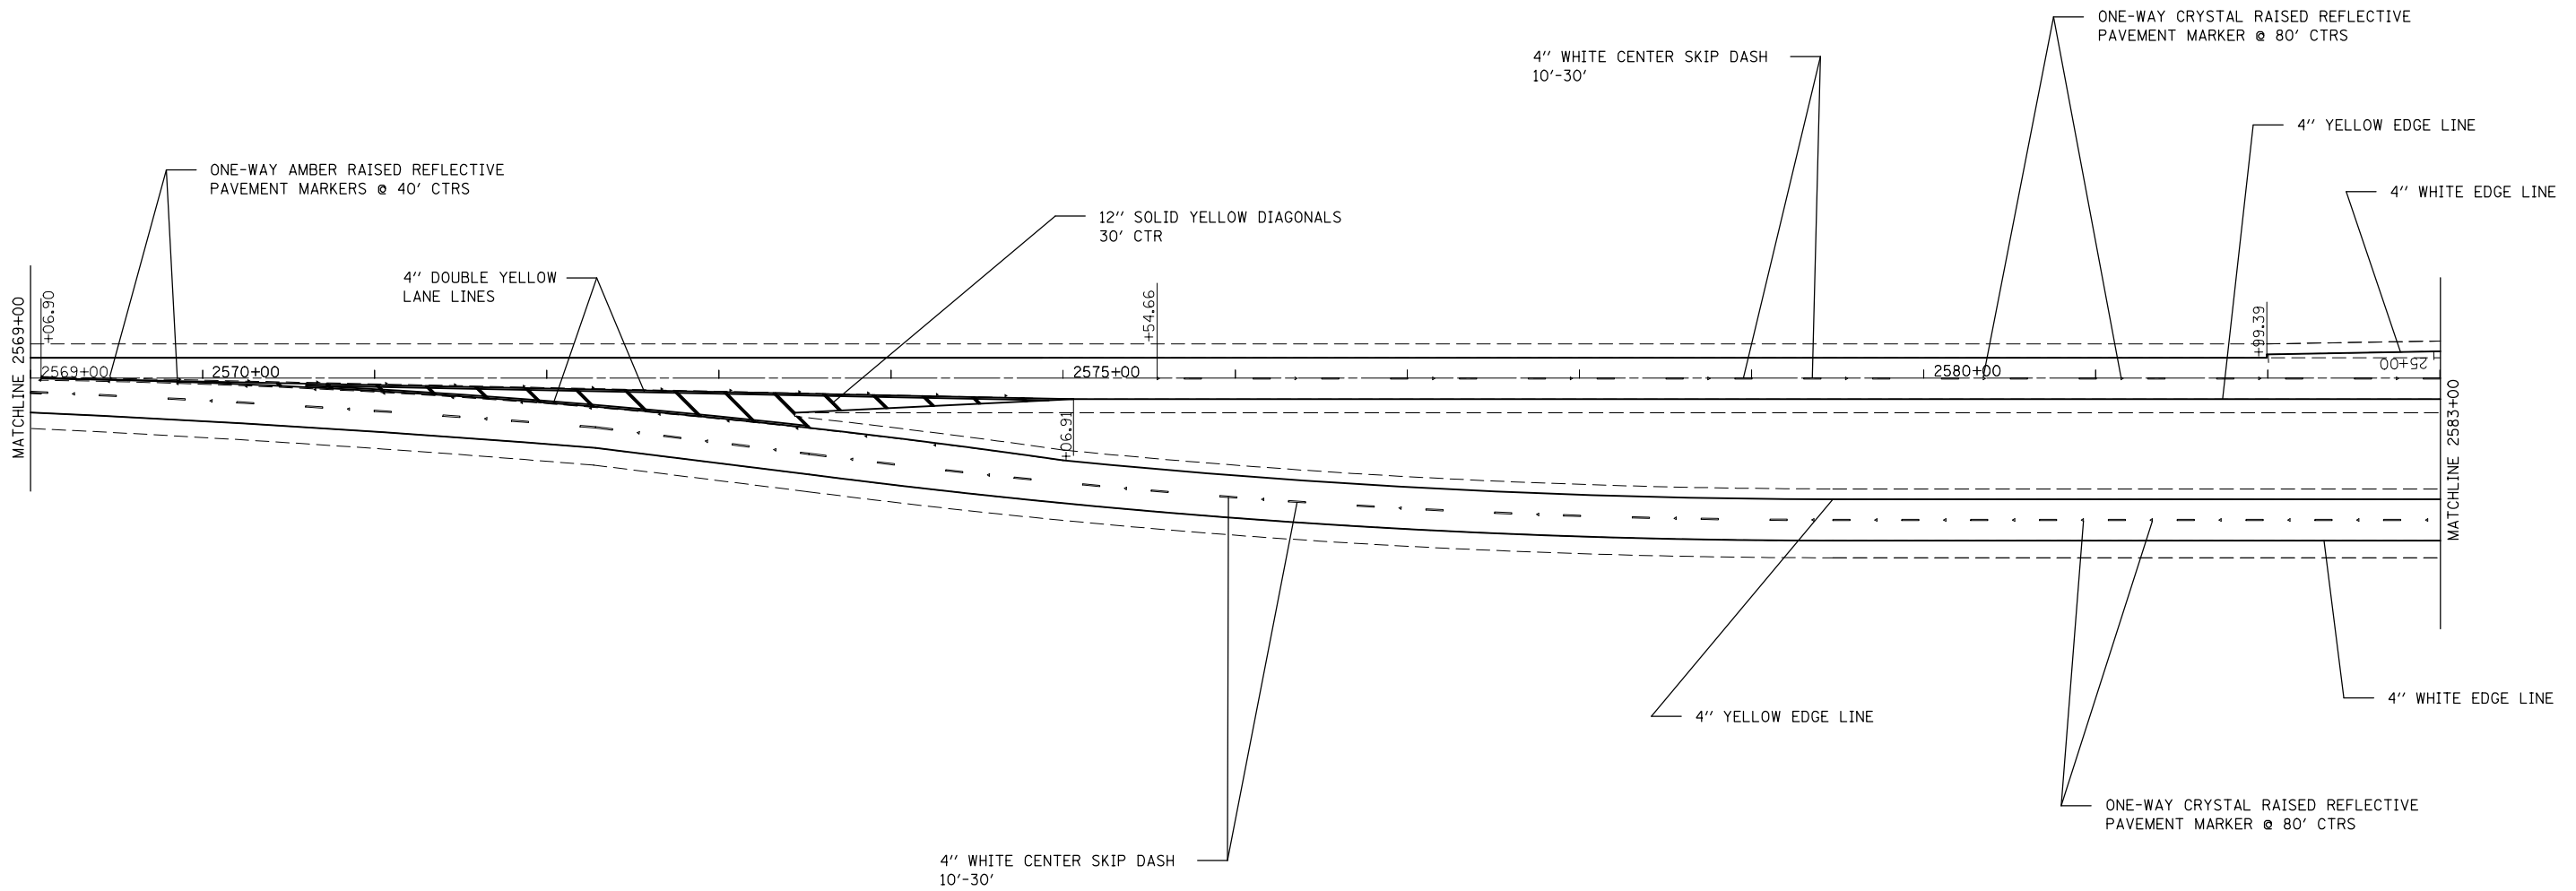 ONE-WAY CRYSTAL RAISED REFLECTIVE
PAVEMENT MARKER @ 80' CTRS
4'' WHITE CENTER SKIP DASH
10'-30'
4'' YELLOW EDGE LINE
ONE-WAY AMBER RAISED REFLECTIVE
PAVEMENT MARKERS @ 40' CTRS
4'' WHITE EDGE LINE
12'' SOLID YELLOW DIAGONALS
30' CTR
4'' DOUBLE YELLOW
LANE LINES
MATCHLINE 2569+00
+06.90
+54.66
+99.39
2569+00
2570+00
2575+00
2580+00
25+00
+06.91
MATCHLINE 2583+00
4'' WHITE EDGE LINE
4'' YELLOW EDGE LINE
ONE-WAY CRYSTAL RAISED REFLECTIVE
PAVEMENT MARKER @ 80' CTRS
4'' WHITE CENTER SKIP DASH
10'-30'